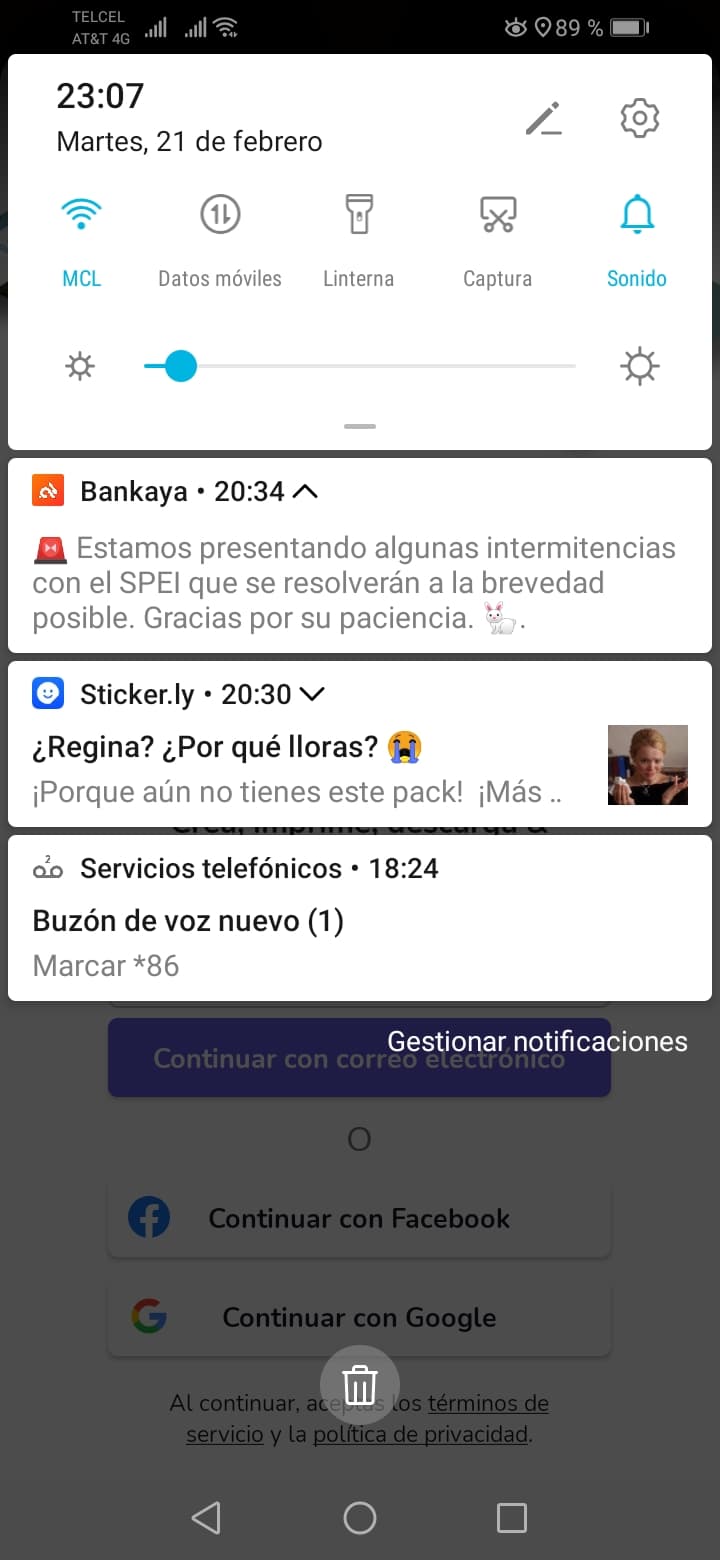 TELCEL
AT&T 4G
89 %
23:07
Martes, 21 de febrero
MCL
Datos móviles
Linterna
Captura
Sonido
Bankaya • 20:34
Estamos presentando algunas intermitencias
con el SPEI que se resolverán a la brevedad
posible. Gracias por su paciencia. 🐇.
Sticker.ly • 20:30
¿Regina? ¿Por qué lloras? 😭
¡Porque aún no tienes este pack! ¡Más ..
2
Servicios telefónicos • 18:24
Buzón de voz nuevo (1)
Marcar *86
Gestionar notificaciones
Continuar con correo electrónico
O
Continuar con Facebook
Continuar con Google
Al continuar, aceptas los términos de
servicio y la política de privacidad.